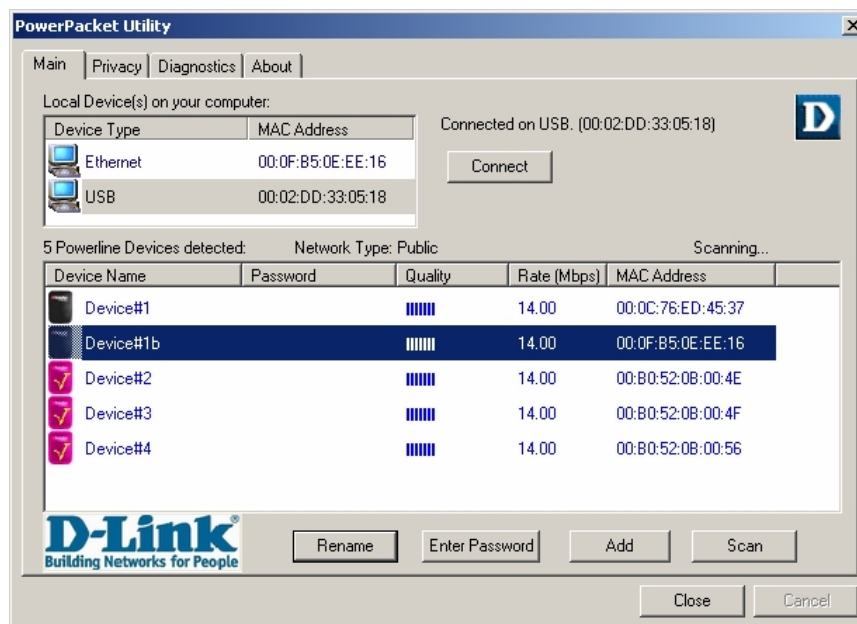 PowerPacket Utility
Main Privacy Diagnostics About
Local Device(s) on your computer:
Device Type MAC Address
Ethernet 00:0F:B5:0E:EE:16
USB 00:02:DD:33:05:18
Connected on USB. (00:02:DD:33:05:18)
Connect
D
5 Powerline Devices detected: Network Type: Public Scanning...
Device Name Password Quality Rate (Mbps) MAC Address
Device#1 14.00 00:0C:76:ED:45:37
Device#1b 14.00 00:0F:B5:0E:EE:16
Device#2 14.00 00:B0:52:0B:00:4E
Device#3 14.00 00:B0:52:0B:00:4F
Device#4 14.00 00:B0:52:0B:00:56
D-Link®
Building Networks for People
Rename Enter Password Add Scan
Close Cancel